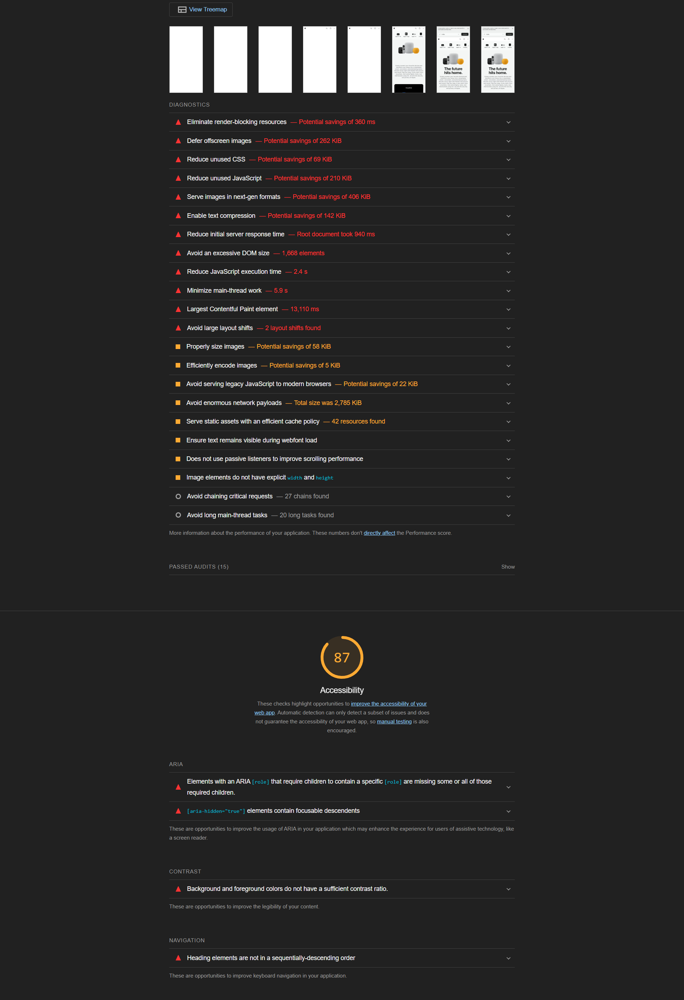 View Treemap
The future
hits home.
The future
hits home.
DIAGNOSTICS
Eliminate render-blocking resources — Potential savings of 360 ms
Defer offscreen images — Potential savings of 262 KiB
Reduce unused CSS — Potential savings of 69 KiB
Reduce unused JavaScript — Potential savings of 210 KiB
Serve images in next-gen formats — Potential savings of 406 KiB
Enable text compression — Potential savings of 142 KiB
Reduce initial server response time — Root document took 940 ms
Avoid an excessive DOM size — 1,668 elements
Reduce JavaScript execution time — 2.4 s
Minimize main-thread work — 5.9 s
Largest Contentful Paint element — 13,110 ms
Avoid large layout shifts — 2 layout shifts found
Properly size images — Potential savings of 58 KiB
Efficiently encode images — Potential savings of 5 KiB
Avoid serving legacy JavaScript to modern browsers — Potential savings of 22 KiB
Avoid enormous network payloads — Total size was 2,785 KiB
Serve static assets with an efficient cache policy — 42 resources found
Ensure text remains visible during webfont load
Does not use passive listeners to improve scrolling performance
Image elements do not have explicit width and height
Avoid chaining critical requests — 27 chains found
Avoid long main-thread tasks — 20 long tasks found
More information about the performance of your application. These numbers don't directly affect the Performance score.
PASSED AUDITS (15) Show
87
Accessibility
These checks highlight opportunities to improve the accessibility of your
web app. Automatic detection can only detect a subset of issues and does
not guarantee the accessibility of your web app, so manual testing is also
encouraged.
ARIA
Elements with an ARIA [role] that require children to contain a specific [role] are missing some or all of those
required children.
[aria-hidden="true"] elements contain focusable descendents
These are opportunities to improve the usage of ARIA in your application which may enhance the experience for users of assistive technology, like
a screen reader.
CONTRAST
Background and foreground colors do not have a sufficient contrast ratio.
These are opportunities to improve the legibility of your content.
NAVIGATION
Heading elements are not in a sequentially-descending order
These are opportunities to improve keyboard navigation in your application.